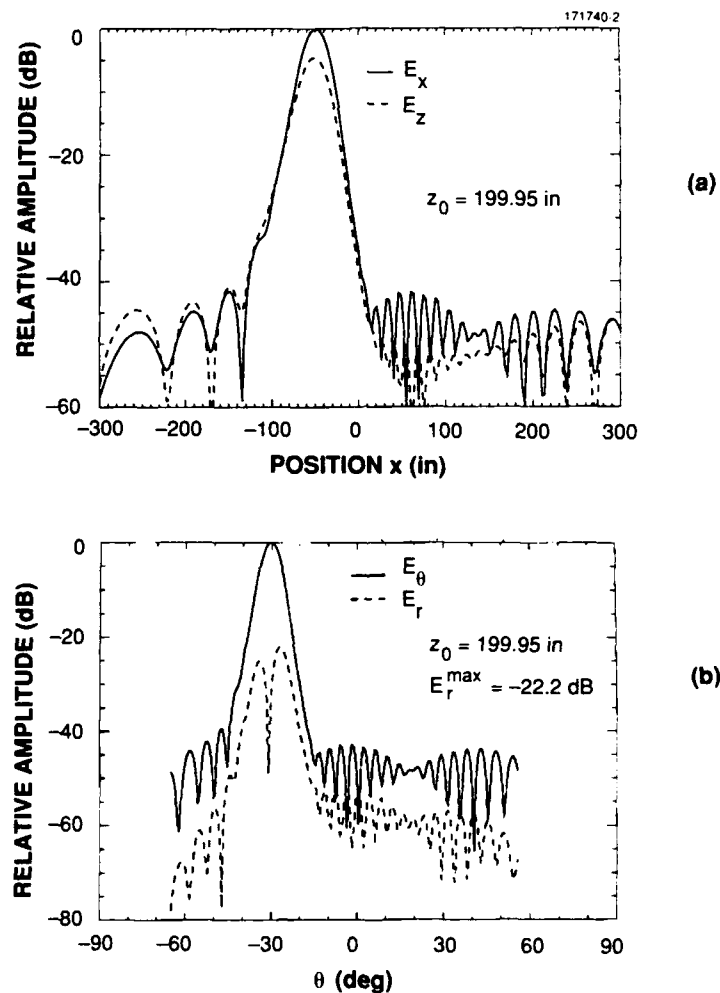 171740-2
(a)
RELATIVE AMPLITUDE (dB)
0
−20
−40
−60
E_x
E_z
z_0 = 199.95 in
−300 −200 −100 0 100 200 300
POSITION x (in)
(b)
RELATIVE AMPLITUDE (dB)
0
−20
−40
−60
−80
E_θ
E_r
z_0 = 199.95 in
E_r^max = −22.2 dB
−90 −60 −30 0 30 60 90
θ (deg)